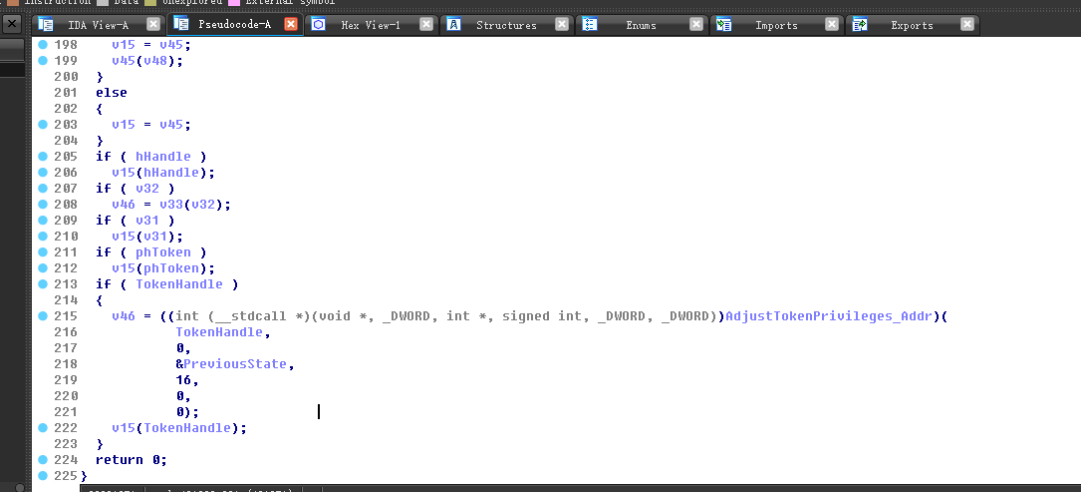 Instruction Data Unexplored External symbol
IDA View-A Pseudocode-A Hex View-1 Structures Enums Imports Exports
198 v15 = v45;
199 v45(v48);
200 }
201 else
202 {
203 v15 = v45;
204 }
205 if ( hHandle )
206 v15(hHandle);
207 if ( v32 )
208 v46 = v33(v32);
209 if ( v31 )
210 v15(v31);
211 if ( phToken )
212 v15(phToken);
213 if ( TokenHandle )
214 {
215 v46 = ((int (__stdcall *)(void *, _DWORD, int *, signed int, _DWORD, _DWORD))AdjustTokenPrivileges_Addr)(
216 TokenHandle,
217 0,
218 &PreviousState,
219 16,
220 0,
221 0);
222 v15(TokenHandle);
223 }
224 return 0;
225 }